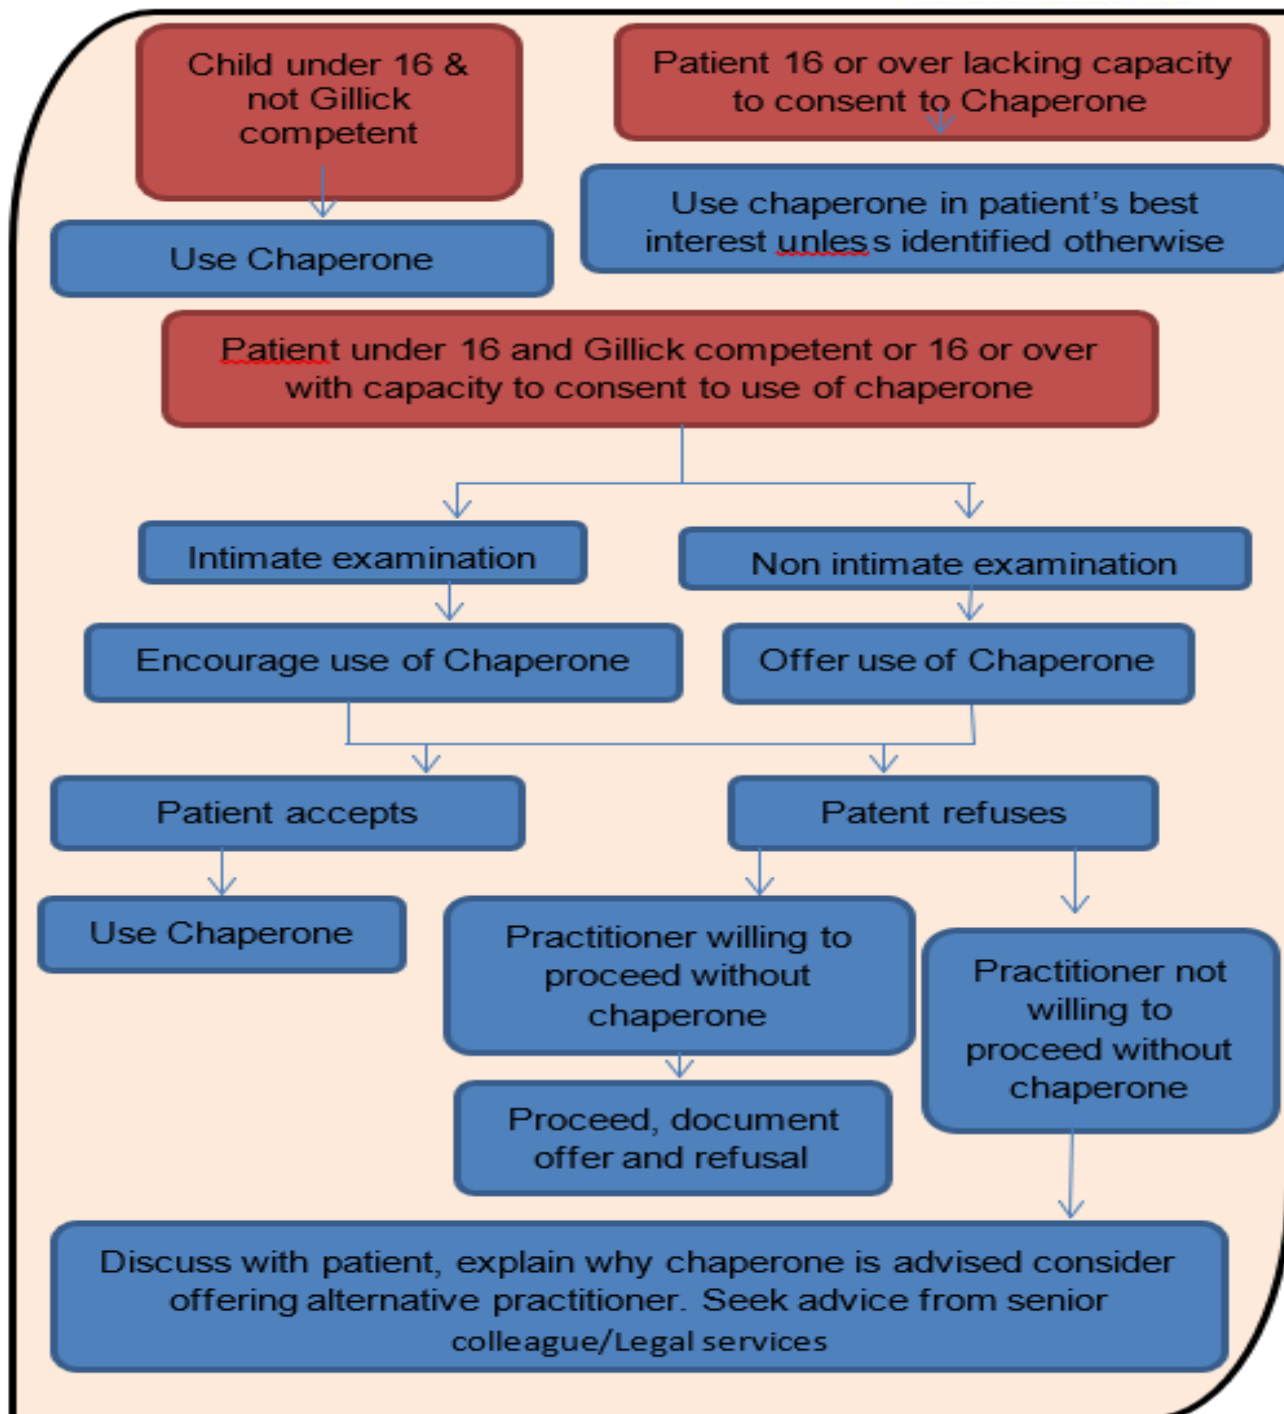 Child under 16 &
not Gillick
competent
Patient 16 or over lacking capacity
to consent to Chaperone
Use Chaperone
Use chaperone in patient’s best
interest unless identified otherwise
Patient under 16 and Gillick competent or 16 or over
with capacity to consent to use of chaperone
Intimate examination
Non intimate examination
Encourage use of Chaperone
Offer use of Chaperone
Patient accepts
Patent refuses
Use Chaperone
Practitioner willing to
proceed without
chaperone
Practitioner not
willing to
proceed without
chaperone
Proceed, document
offer and refusal
Discuss with patient, explain why chaperone is advised consider
offering alternative practitioner. Seek advice from senior
colleague/Legal services